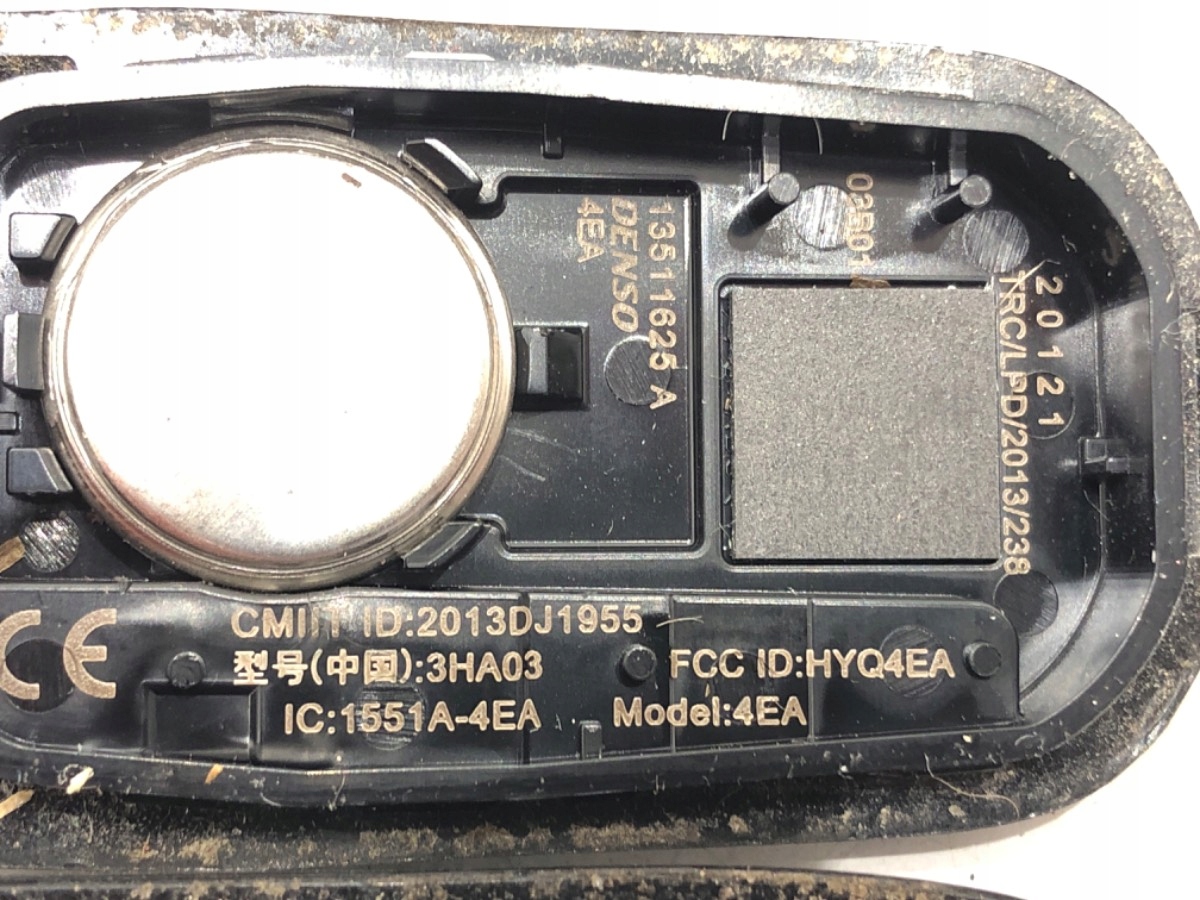 13511625 A
DENSO
4EA
20121
TRC/LPD/2013/238
CE
CMIIT ID:2013DJ1955
型号(中国):3HA03
FCC ID:HYQ4EA
IC:1551A-4EA
Model:4EA